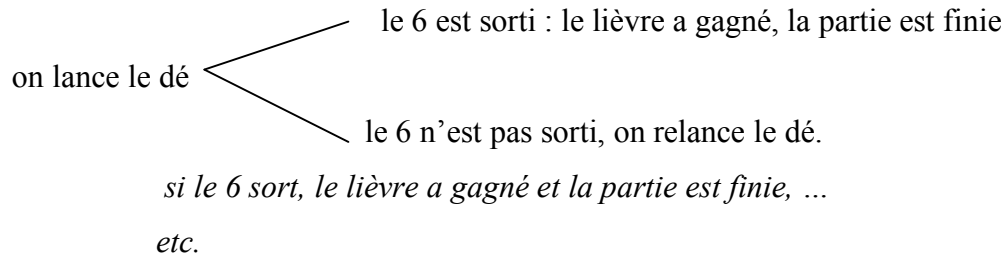 le 6 est sorti : le lièvre a gagné, la partie est finie
on lance le dé
le 6 n’est pas sorti, on relance le dé.
si le 6 sort, le lièvre a gagné et la partie est finie, …
etc.